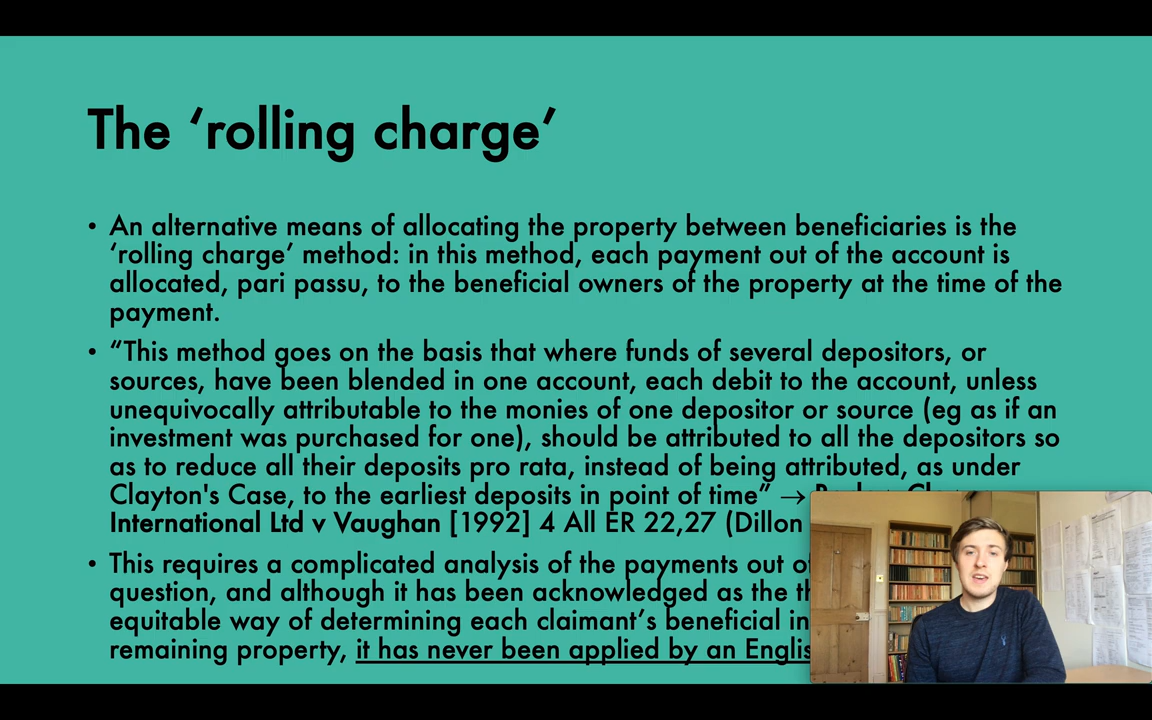 The ‘rolling charge’
• An alternative means of allocating the property between beneficiaries is the
‘rolling charge’ method: in this method, each payment out of the account is
allocated, pari passu, to the beneficial owners of the property at the time of the
payment.
• “This method goes on the basis that where funds of several depositors, or
sources, have been blended in one account, each debit to the account, unless
unequivocally attributable to the monies of one depositor or source (eg as if an
investment was purchased for one), should be attributed to all the depositors so
as to reduce all their deposits pro rata, instead of being attributed, as under
Clayton's Case, to the earliest deposits in point of time” →
International Ltd v Vaughan [1992] 4 All ER 22,27 (Dillon
• This requires a complicated analysis of the payments out of
question, and although it has been acknowledged as the
equitable way of determining each claimant’s beneficial
remaining property, it has never been applied by an